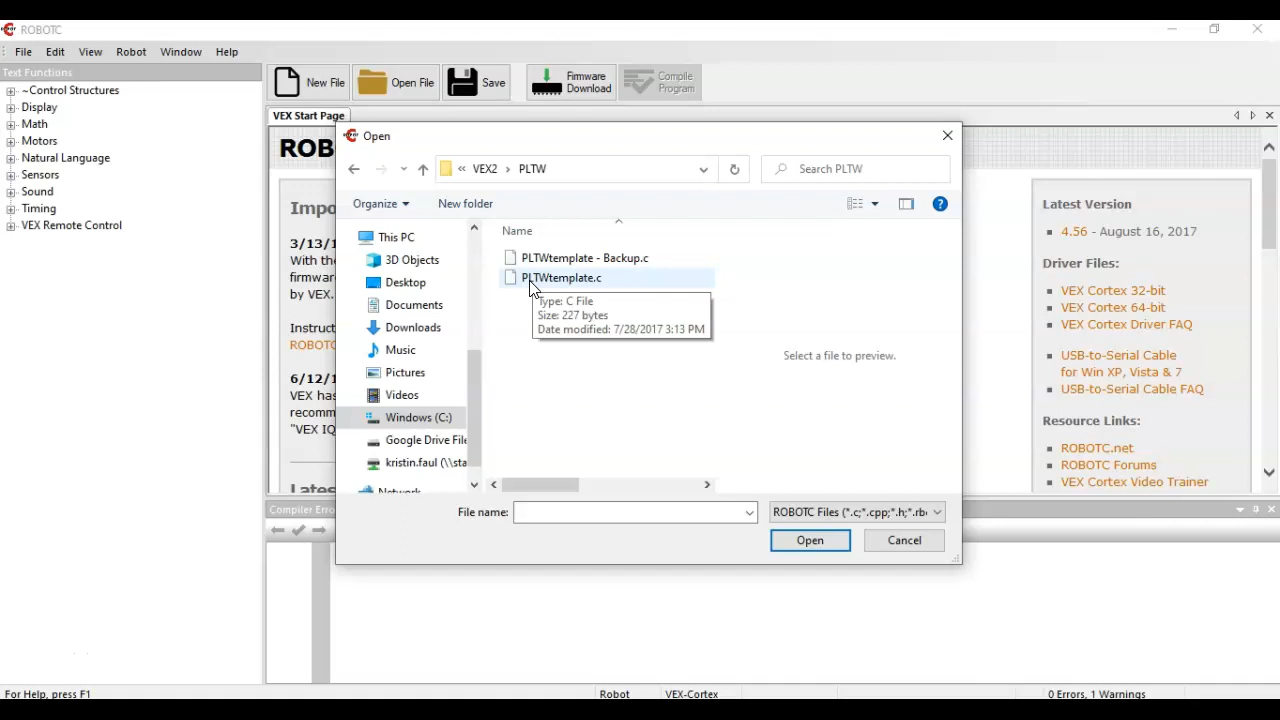 ROBOTC
File Edit View Robot Window Help
Text Functions
~Control Structures
Display
Math
Motors
Natural Language
Sensors
Sound
Timing
VEX Remote Control
New File
Open File
Save
Firmware
Download
Compile
Program
VEX Start Page
ROB
Impo
3/13/1
With the
firmwar
by VEX.
Instruct
ROBOTC
6/12/1
VEX has
recomm
"VEX IQ
Lates
Open
VEX2 › PLTW
Search PLTW
Organize
New folder
This PC
3D Objects
Desktop
Documents
Downloads
Music
Pictures
Videos
Windows (C:)
Google Drive File
kristin.faul (\\sta
Network
Name
PLTWtemplate - Backup.c
PLTWtemplate.c
Type: C File
Size: 227 bytes
Date modified: 7/28/2017 3:13 PM
Select a file to preview.
File name:
ROBOTC Files (*.c;*.cpp;*.h;*.rb
Open
Cancel
Latest Version
4.56 - August 16, 2017
Driver Files:
VEX Cortex 32-bit
VEX Cortex 64-bit
VEX Cortex Driver FAQ
USB-to-Serial Cable
for Win XP, Vista & 7
USB-to-Serial Cable FAQ
Resource Links:
ROBOTC.net
ROBOTC Forums
VEX Cortex Video Trainer
Compiler Erro
For Help, press F1
Robot
VEX-Cortex
0 Errors, 1 Warnings